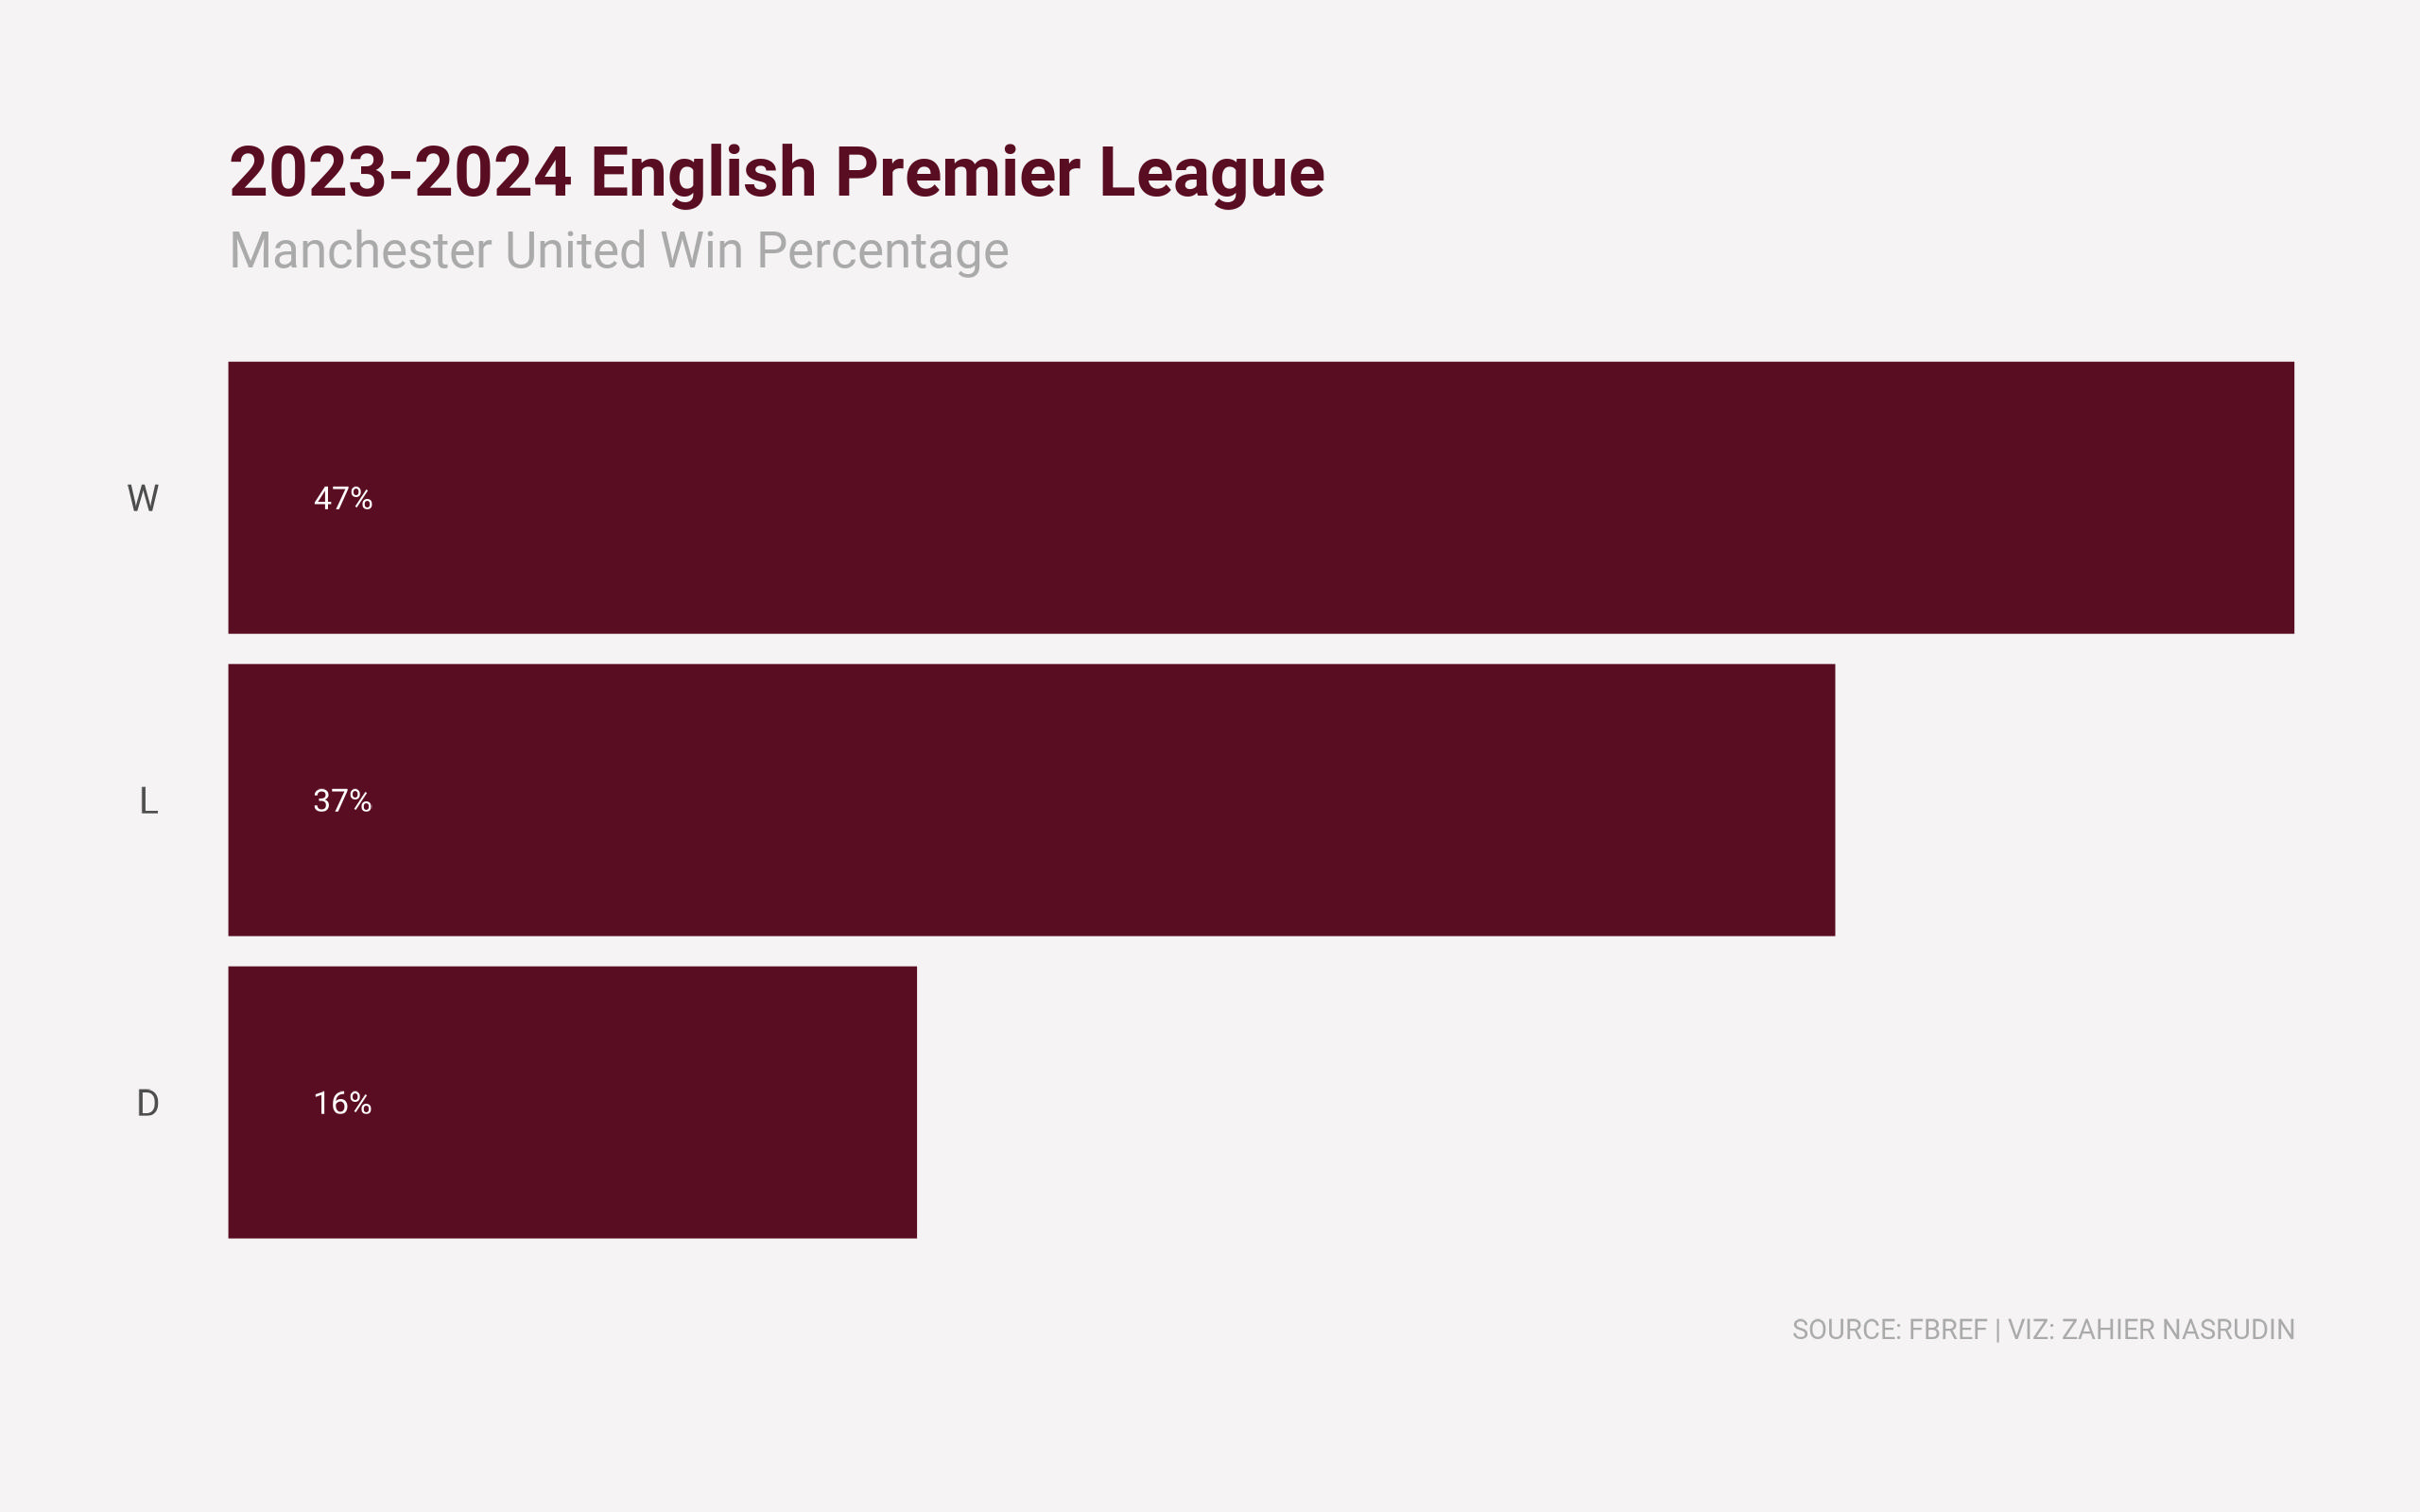 2023-2024 English Premier League
Manchester United Win Percentage
W
47%
L
37%
D
16%
SOURCE: FBREF | VIZ: ZAHIER NASRUDIN